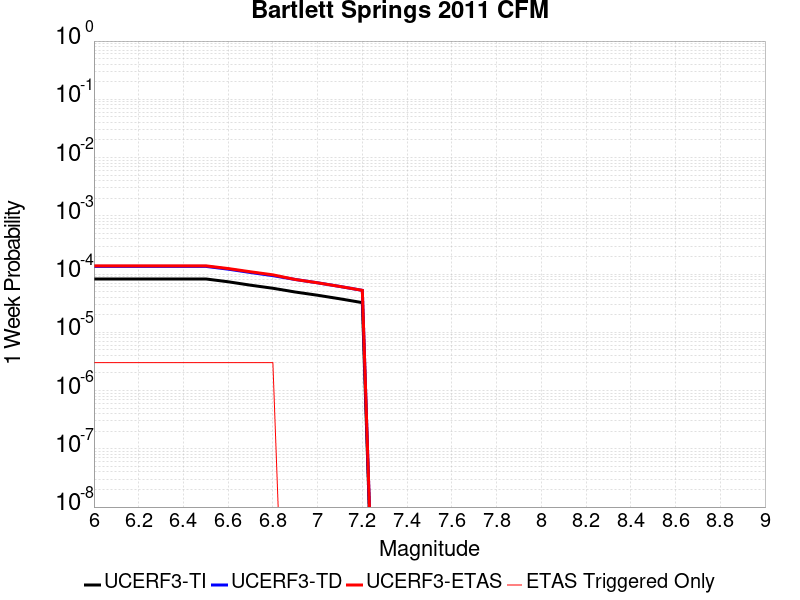 Bartlett Springs 2011 CFM
10^0
10^-1
10^-2
10^-3
10^-4
10^-5
10^-6
10^-7
10^-8
1 Week Probability
6 6.2 6.4 6.6 6.8 7 7.2 7.4 7.6 7.8 8 8.2 8.4 8.6 8.8 9
Magnitude
UCERF3-TI UCERF3-TD UCERF3-ETAS ETAS Triggered Only